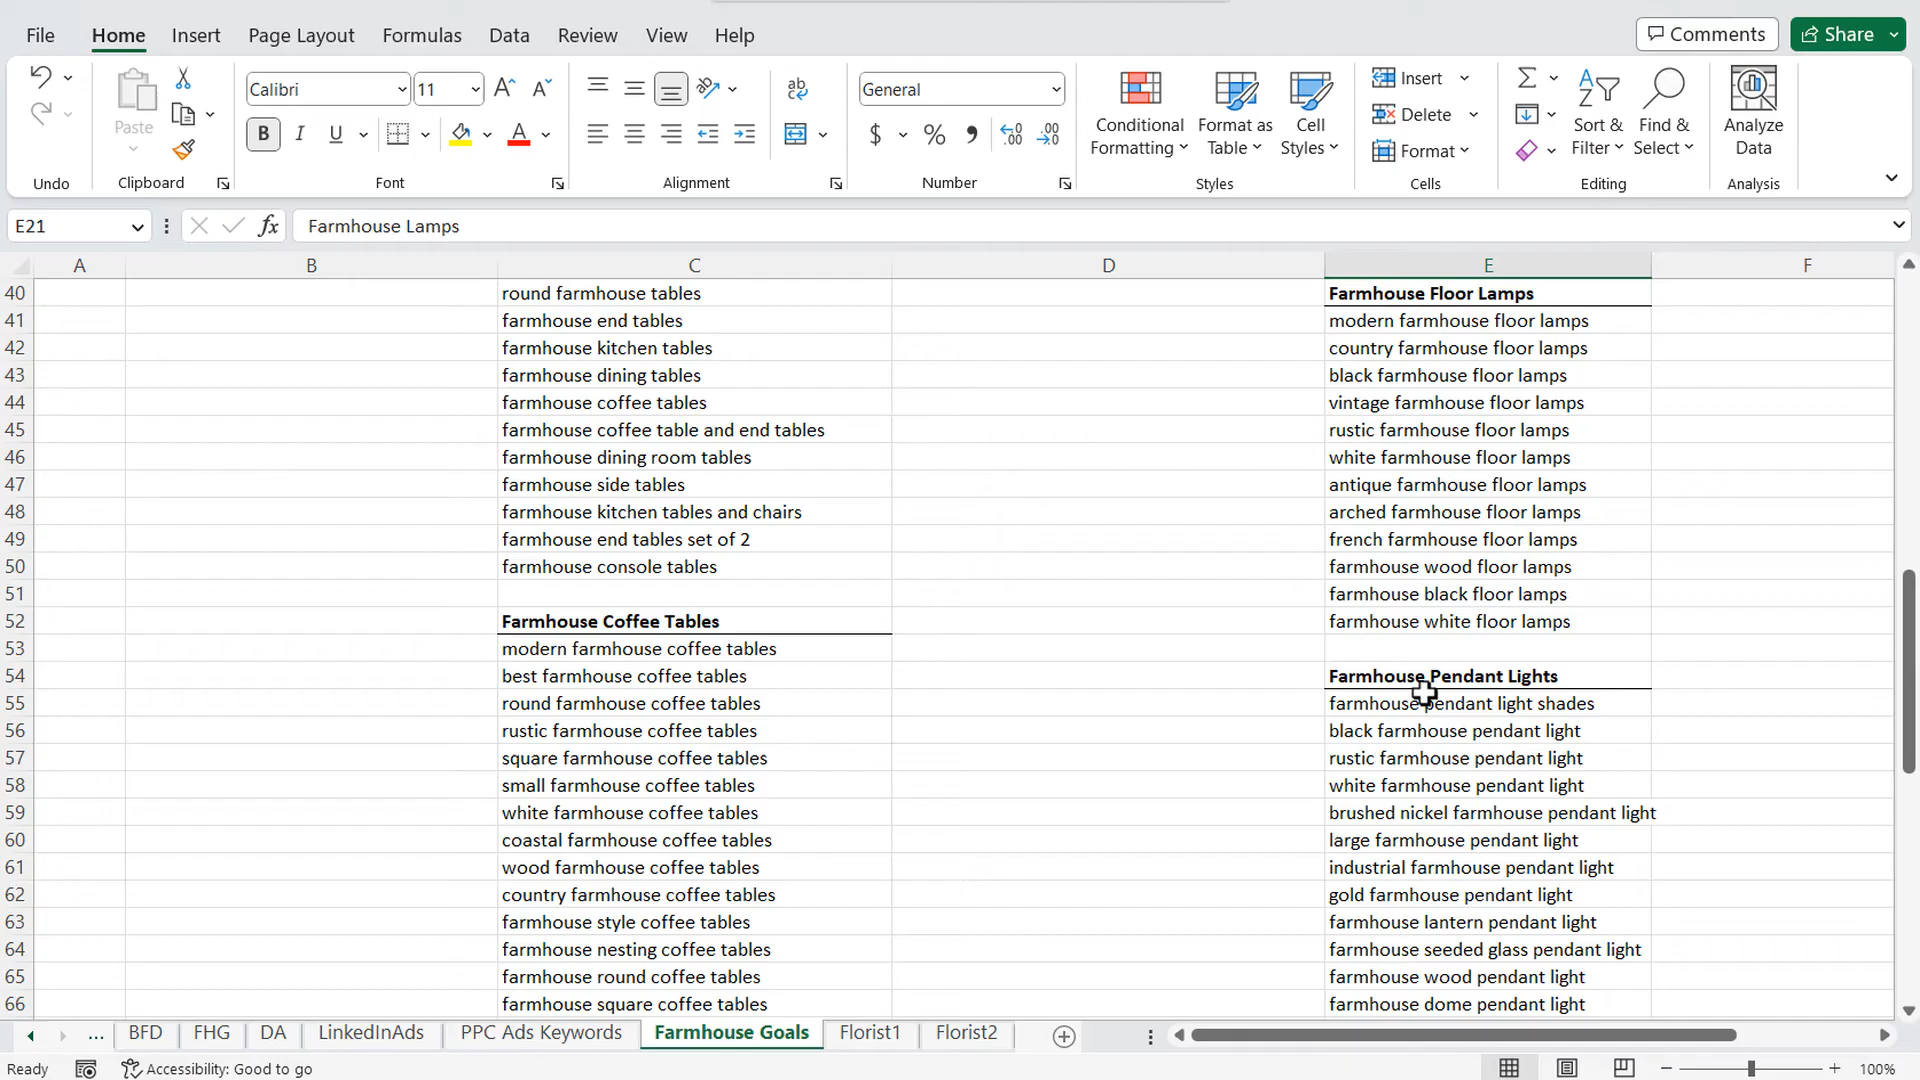 File Home Insert Page Layout Formulas Data Review View Help Comments Share
Calibri 11 General Insert
Paste Conditional Formatting Format as Table Cell Styles Delete Sort & Filter Find & Select Analyze Data
Format
Undo Clipboard Font Alignment Number Styles Cells Editing Analysis
E21 fx Farmhouse Lamps
A B C D E F
40 round farmhouse tables Farmhouse Floor Lamps
41 farmhouse end tables modern farmhouse floor lamps
42 farmhouse kitchen tables country farmhouse floor lamps
43 farmhouse dining tables black farmhouse floor lamps
44 farmhouse coffee tables vintage farmhouse floor lamps
45 farmhouse coffee table and end tables rustic farmhouse floor lamps
46 farmhouse dining room tables white farmhouse floor lamps
47 farmhouse side tables antique farmhouse floor lamps
48 farmhouse kitchen tables and chairs arched farmhouse floor lamps
49 farmhouse end tables set of 2 french farmhouse floor lamps
50 farmhouse console tables farmhouse wood floor lamps
51 farmhouse black floor lamps
52 Farmhouse Coffee Tables farmhouse white floor lamps
53 modern farmhouse coffee tables
54 best farmhouse coffee tables Farmhouse Pendant Lights
55 round farmhouse coffee tables farmhouse pendant light shades
56 rustic farmhouse coffee tables black farmhouse pendant light
57 square farmhouse coffee tables rustic farmhouse pendant light
58 small farmhouse coffee tables white farmhouse pendant light
59 white farmhouse coffee tables brushed nickel farmhouse pendant light
60 coastal farmhouse coffee tables large farmhouse pendant light
61 wood farmhouse coffee tables industrial farmhouse pendant light
62 country farmhouse coffee tables gold farmhouse pendant light
63 farmhouse style coffee tables farmhouse lantern pendant light
64 farmhouse nesting coffee tables farmhouse seeded glass pendant light
65 farmhouse round coffee tables farmhouse wood pendant light
66 farmhouse square coffee tables farmhouse dome pendant light
... BFD FHG DA LinkedInAds PPC Ads Keywords Farmhouse Goals Florist1 Florist2
Ready Accessibility: Good to go 100%